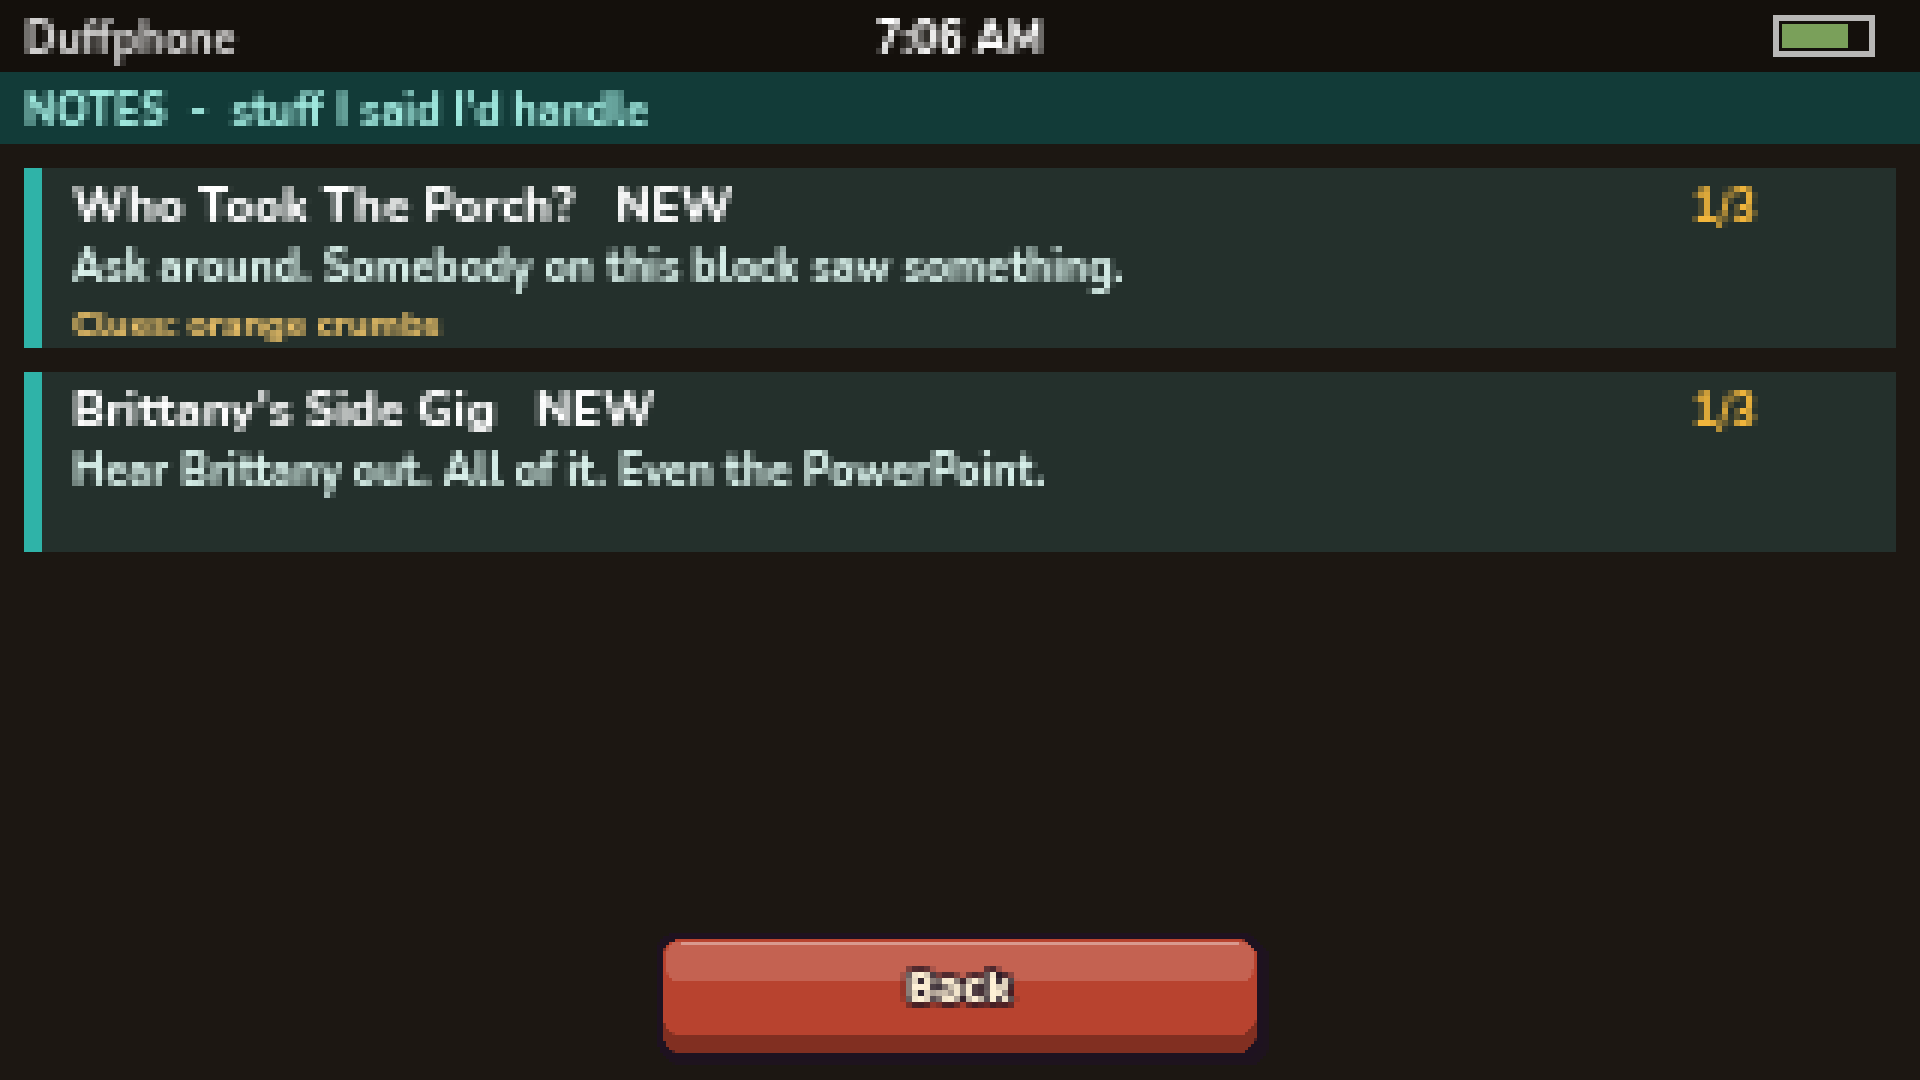 Duffphone
7:06 AM
NOTES - stuff I said I'd handle
Who Took The Porch? NEW
1/3
Ask around. Somebody on this block saw something.
Clues: orange crumbs
Brittany's Side Gig NEW
1/3
Hear Brittany out. All of it. Even the PowerPoint.
Back